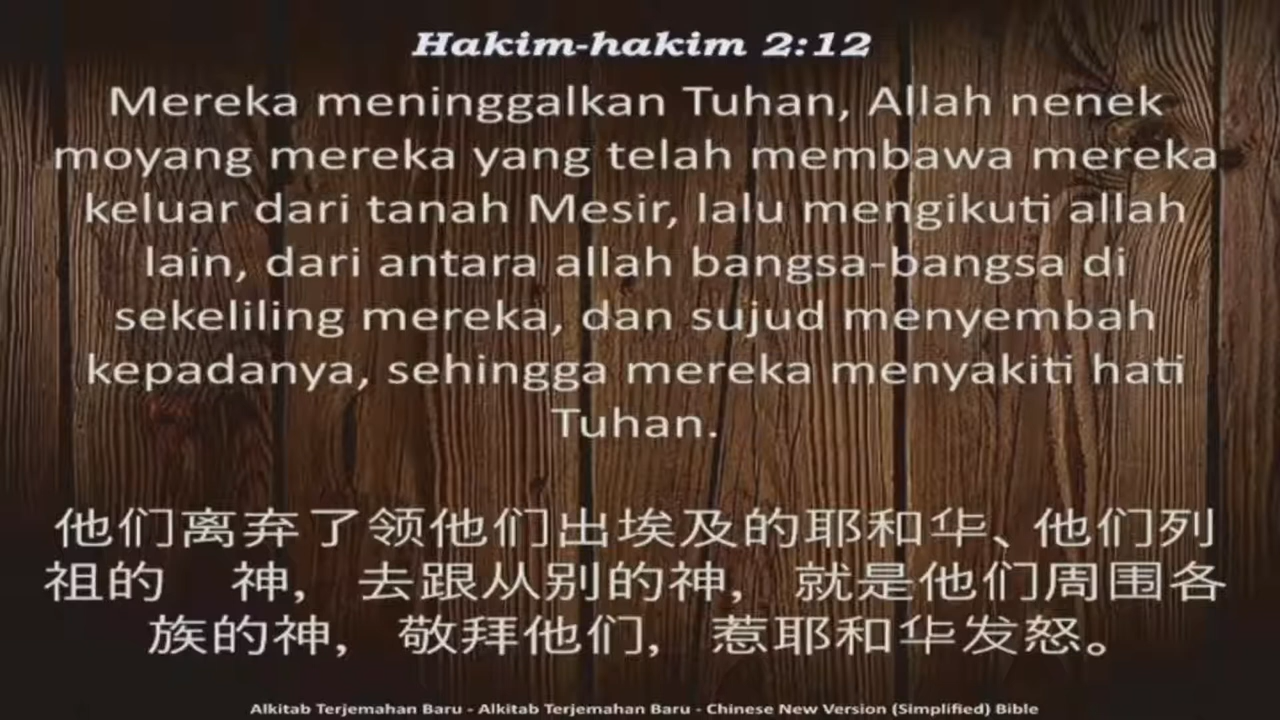 Hakim-hakim 2:12
Mereka meninggalkan Tuhan, Allah nenek
moyang mereka yang telah membawa mereka
keluar dari tanah Mesir, lalu mengikuti allah
lain, dari antara allah bangsa-bangsa di
sekeliling mereka, dan sujud menyembah
kepadanya, sehingga mereka menyakiti hati
Tuhan.
他们离弃了领他们出埃及的耶和华、他们列
祖的　神，去跟从别的神，就是他们周围各
族的神，敬拜他们，惹耶和华发怒。
Alkitab Terjemahan Baru - Alkitab Terjemahan Baru - Chinese New Version (Simplified) Bible